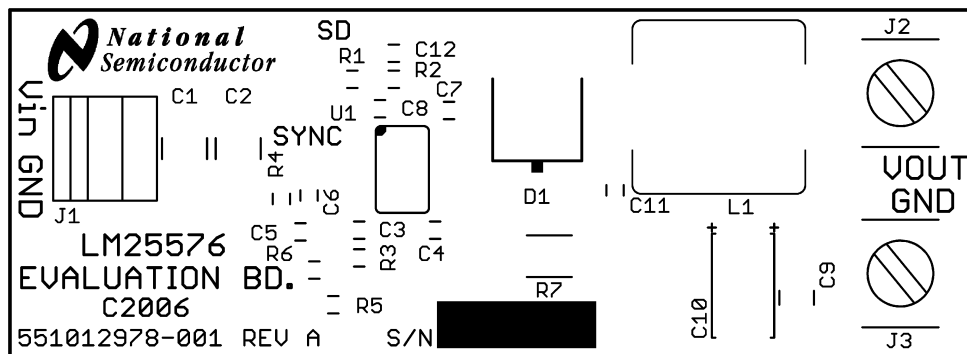 National
Semiconductor
SD
R1
C12
R2
C7
C1
C2
U1
C8
SYNC
Vin GND
J1
R4
C6
C5
R6
C3
R3
C4
D1
C11
L1
J2
VOUT
GND
LM25576
EVALUATION BD.
C2006
R5
R7
C10
C9
551012978-001 REV A
S/N
J3